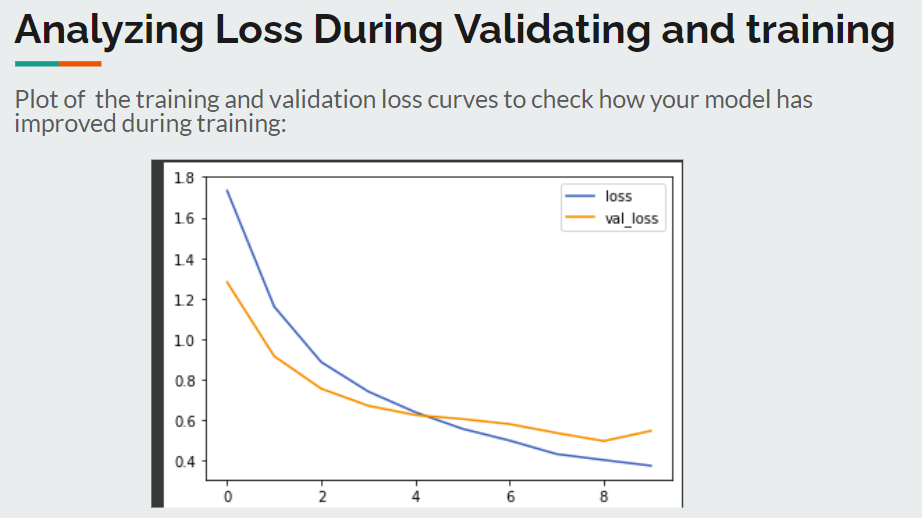 Analyzing Loss During Validating and training
Plot of the training and validation loss curves to check how your model has
improved during training:
1.8
1.6
1.4
1.2
1.0
0.8
0.6
0.4
loss
val_loss
0 2 4 6 8